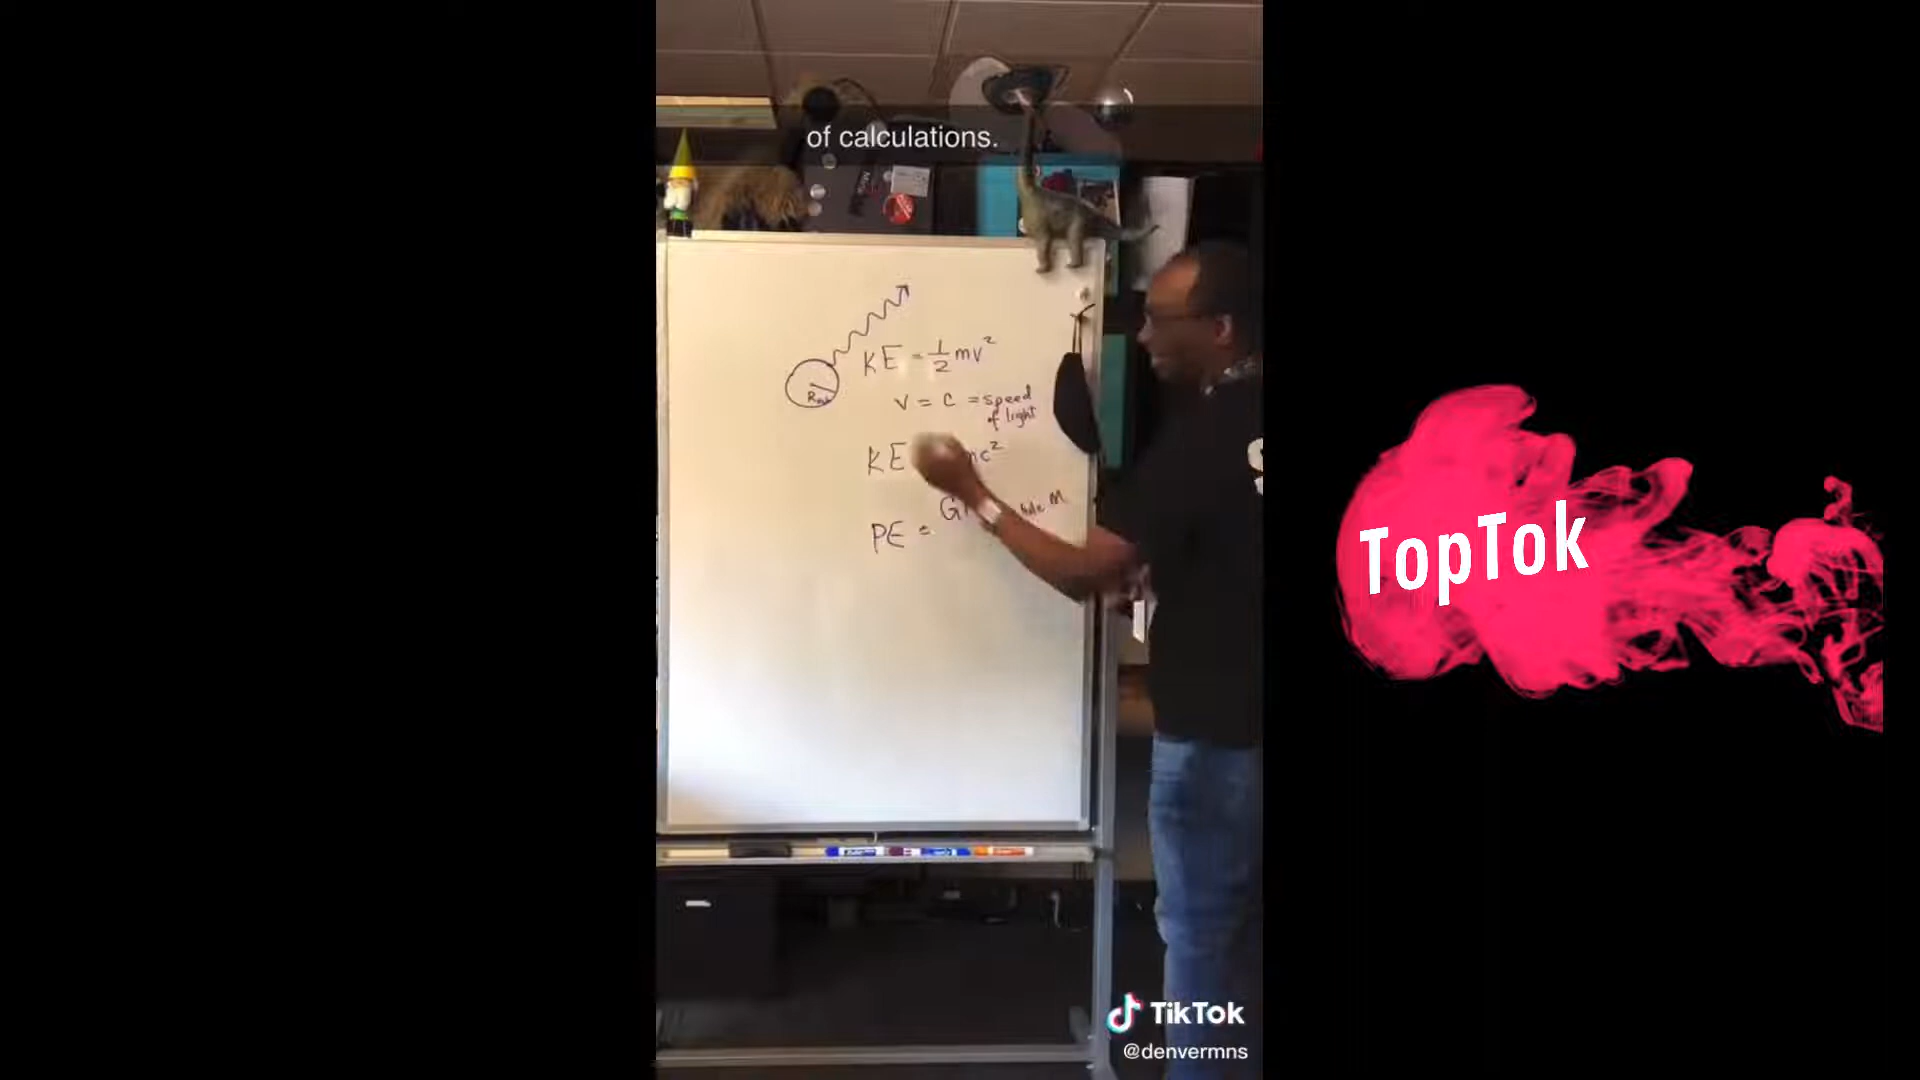 of calculations.
KE = 1/2 mv²
V = C = speed
of light
KE
c²
PE =
M
TopTok
TikTok
@denvermns